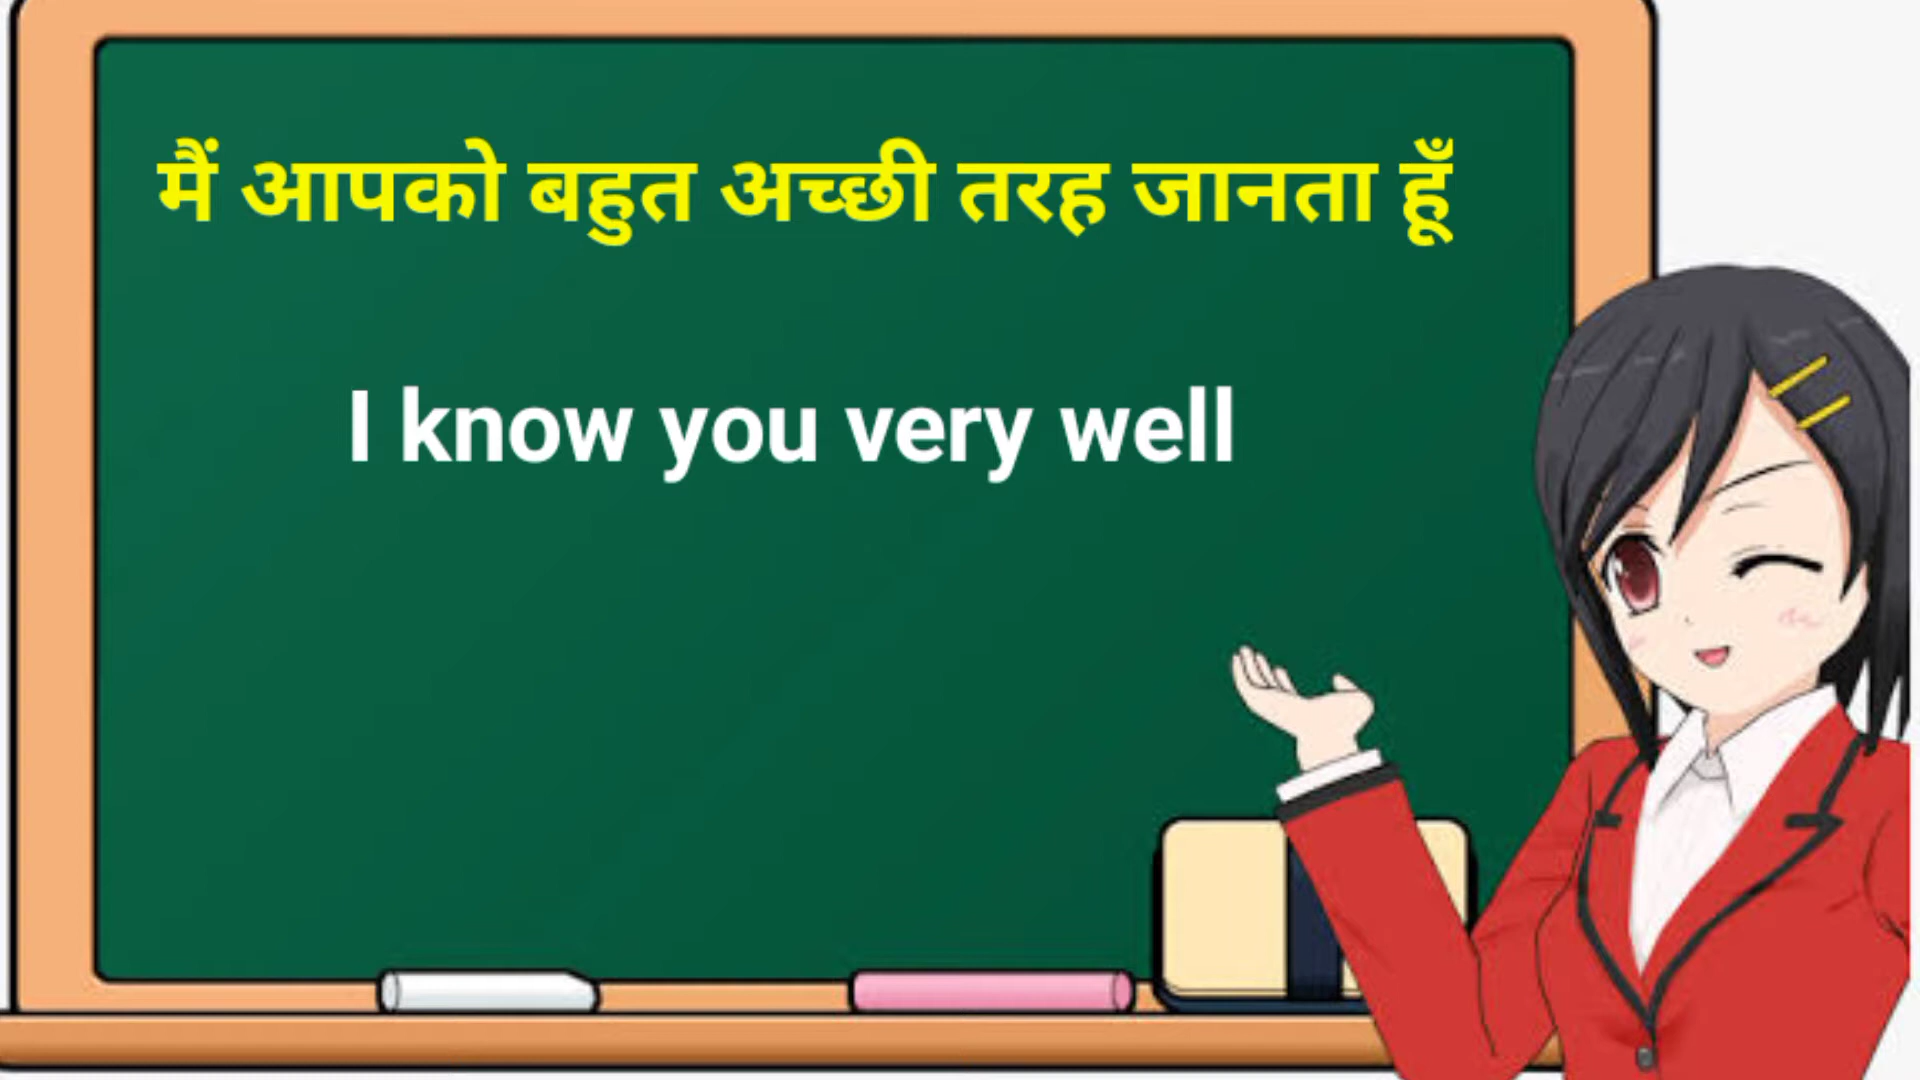 मैं आपको बहुत अच्छी तरह जानता हूँ
I know you very well